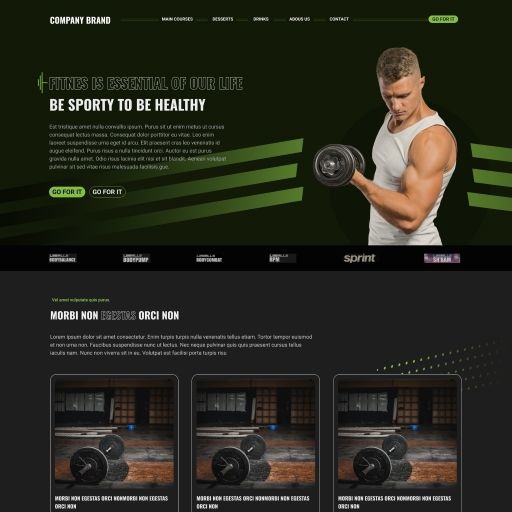 COMPANY BRAND
MAIN COURSES
DESSERTS
DRINKS
ABOUS US
CONTACT
GO FOR IT
FITNES IS ESSENTIAL OF OUR LIFE
BE SPORTY TO BE HEALTHY
Est tristique amet nulla convallis ipsum. Purus sit ut enim metus ut cursus
consequat lectus massa. Consequat dolor porttitor eu vitae. Leo enim
laoreet suspendisse urna eget id arcu. Elit praesent cras leo venenatis id
augue eleifend. Purus risus a nulla tincidunt orci. Auctor eu est purus
gravida nulla amet. Odio risus lacinia elit nisi et sit blandit. Aenean volutpat
pulvinar sit sed vitae quam malesuada facilisis que.
GO FOR IT
GO FOR IT
BODYBALANCE
BODYPUMP
BODYCOMBAT
RPM
sprint
SH'BAM
Vel amet vulputate quis purus.
MORBI NON EGESTAS ORCI NON
Lorem ipsum dolor sit amet consectetur. Enim turpis turpis nulla venenatis tellus etiam. Tortor tempor euismod
et non urna non. Faucibus suspendisse nunc ut et. Nec neque pulvinar quis quis praesent cursus tellus
iaculis nam. Nunc non viverra sit in es. Volutpat est facilisi porta turpis turpis.
MORBI NON EGESTAS ORCI NONMORBI NON EGESTAS
ORCI NON
MORBI NON EGESTAS ORCI NONMORBI NON EGESTAS
ORCI NON
MORBI NON EGESTAS ORCI NONMORBI NON EGESTAS
ORCI NON